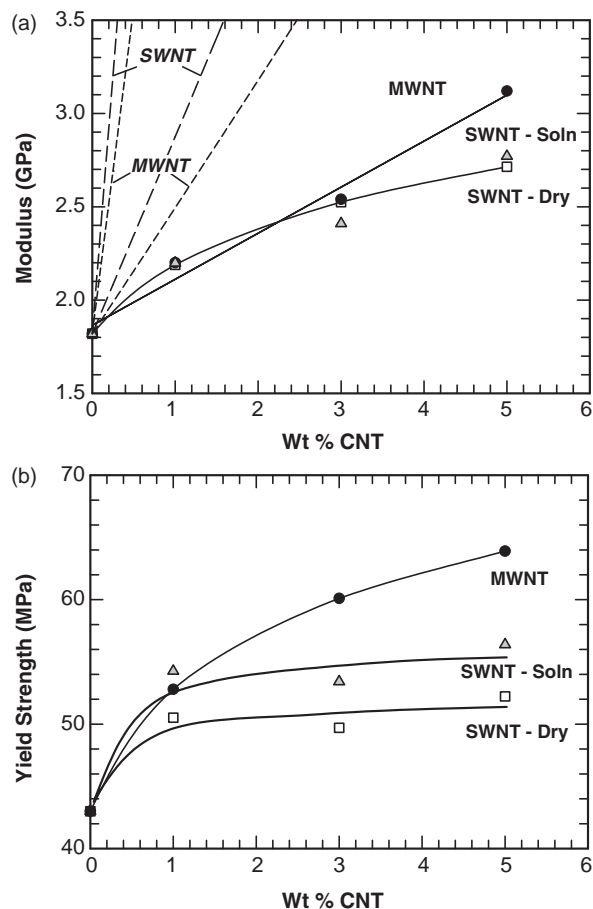 (a)
3.5
3.0
2.5
2.0
1.5
Modulus (GPa)
SWNT
MWNT
MWNT
SWNT - Soln
SWNT - Dry
0 1 2 3 4 5 6
Wt % CNT
(b)
70
60
50
40
Yield Strength (MPa)
MWNT
SWNT - Soln
SWNT - Dry
0 1 2 3 4 5 6
Wt % CNT